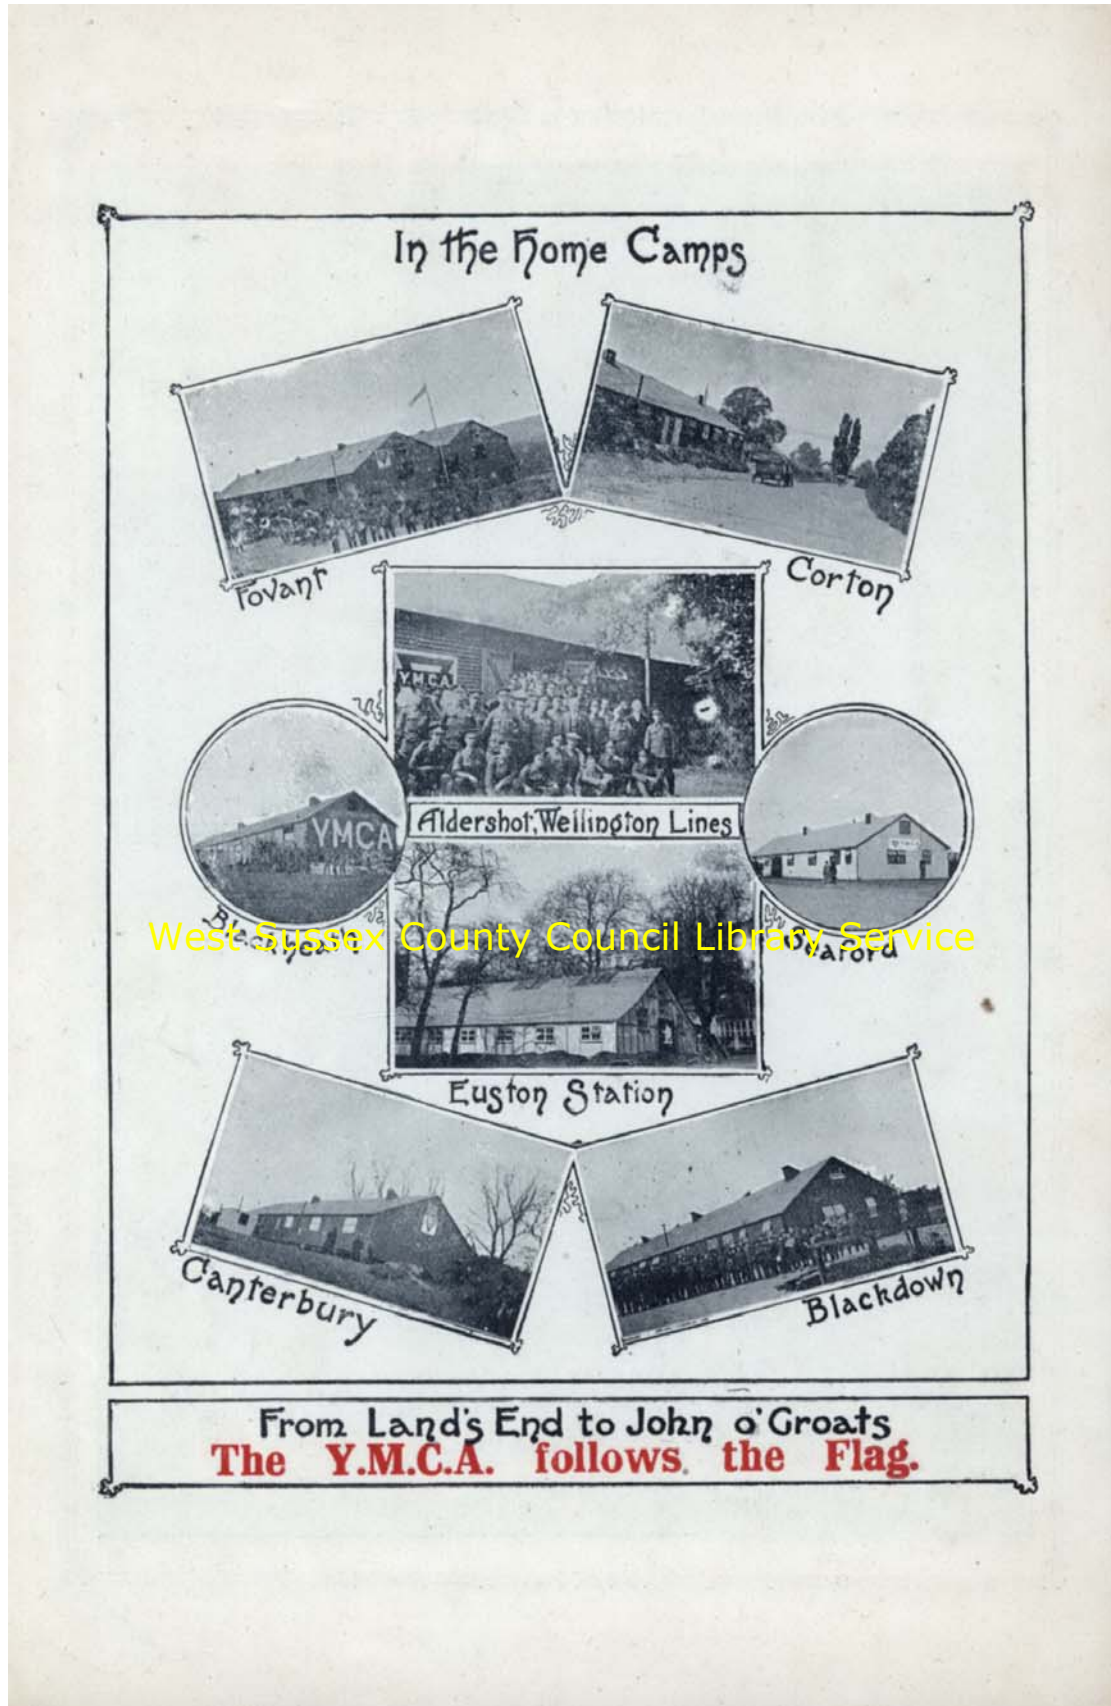 In the Home Camps
Fovant
Corton
Y.M.C.A.
Aldershot, Wellington Lines
YMCA
YMCA
West Sussex County Council Library Service
Seaford
Euston Station
Canterbury
Blackdown
From Land's End to John o' Groats
The Y.M.C.A. follows the Flag.